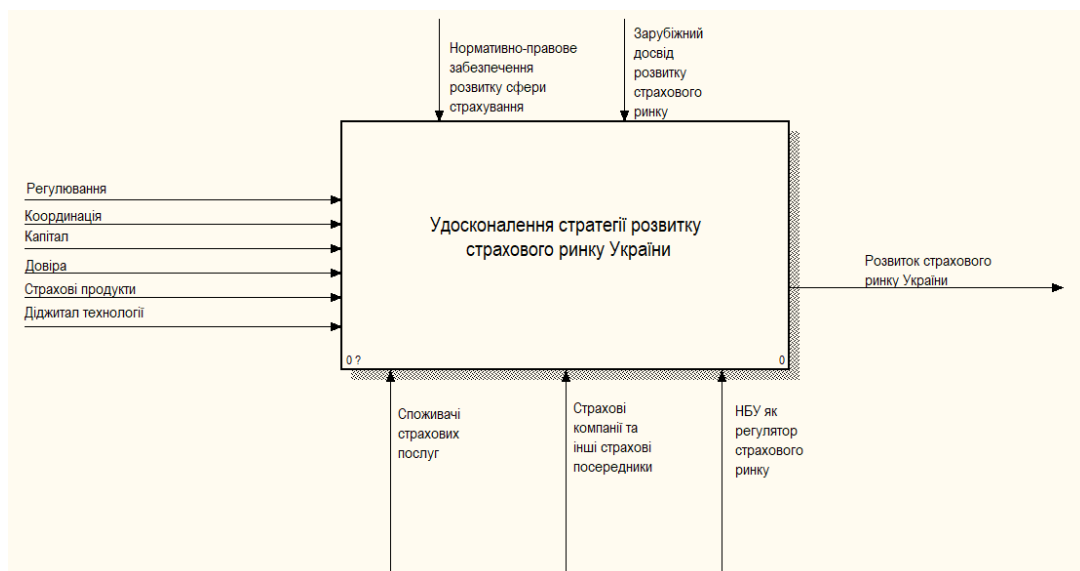 Нормативно-правове
забезпечення
розвитку сфери
страхування
Зарубіжний
досвід
розвитку
страхового
ринку
Регулювання
Координація
Капітал
Довіра
Страхові продукти
Діджитал технології
Удосконалення стратегії розвитку
страхового ринку України
0 ?
0
Розвиток страхового
ринку України
Споживачі
страхових
послуг
Страхові
компанії та
інші страхові
посередники
НБУ як
регулятор
страхового
ринку